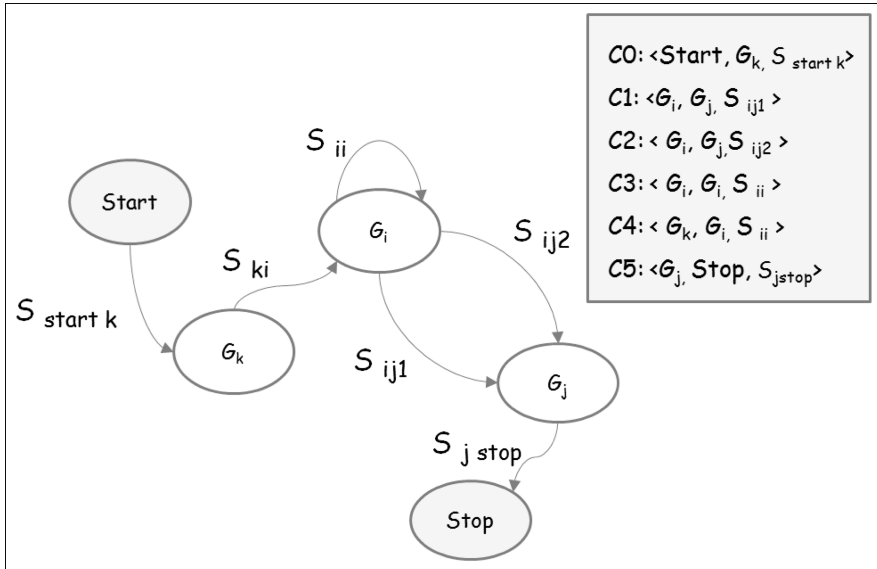 C0: <Start, Gk, S start k>
C1: <Gi, Gj, S ij1 >
C2: < Gi, Gj,S ij2 >
C3: < Gi, Gi, S ii >
C4: < Gk, Gi, S ii >
C5: <Gj, Stop, Sjstop>
S ii
Start
Gi
S ij2
S ki
S start k
Gk
S ij1
Gj
S j stop
Stop